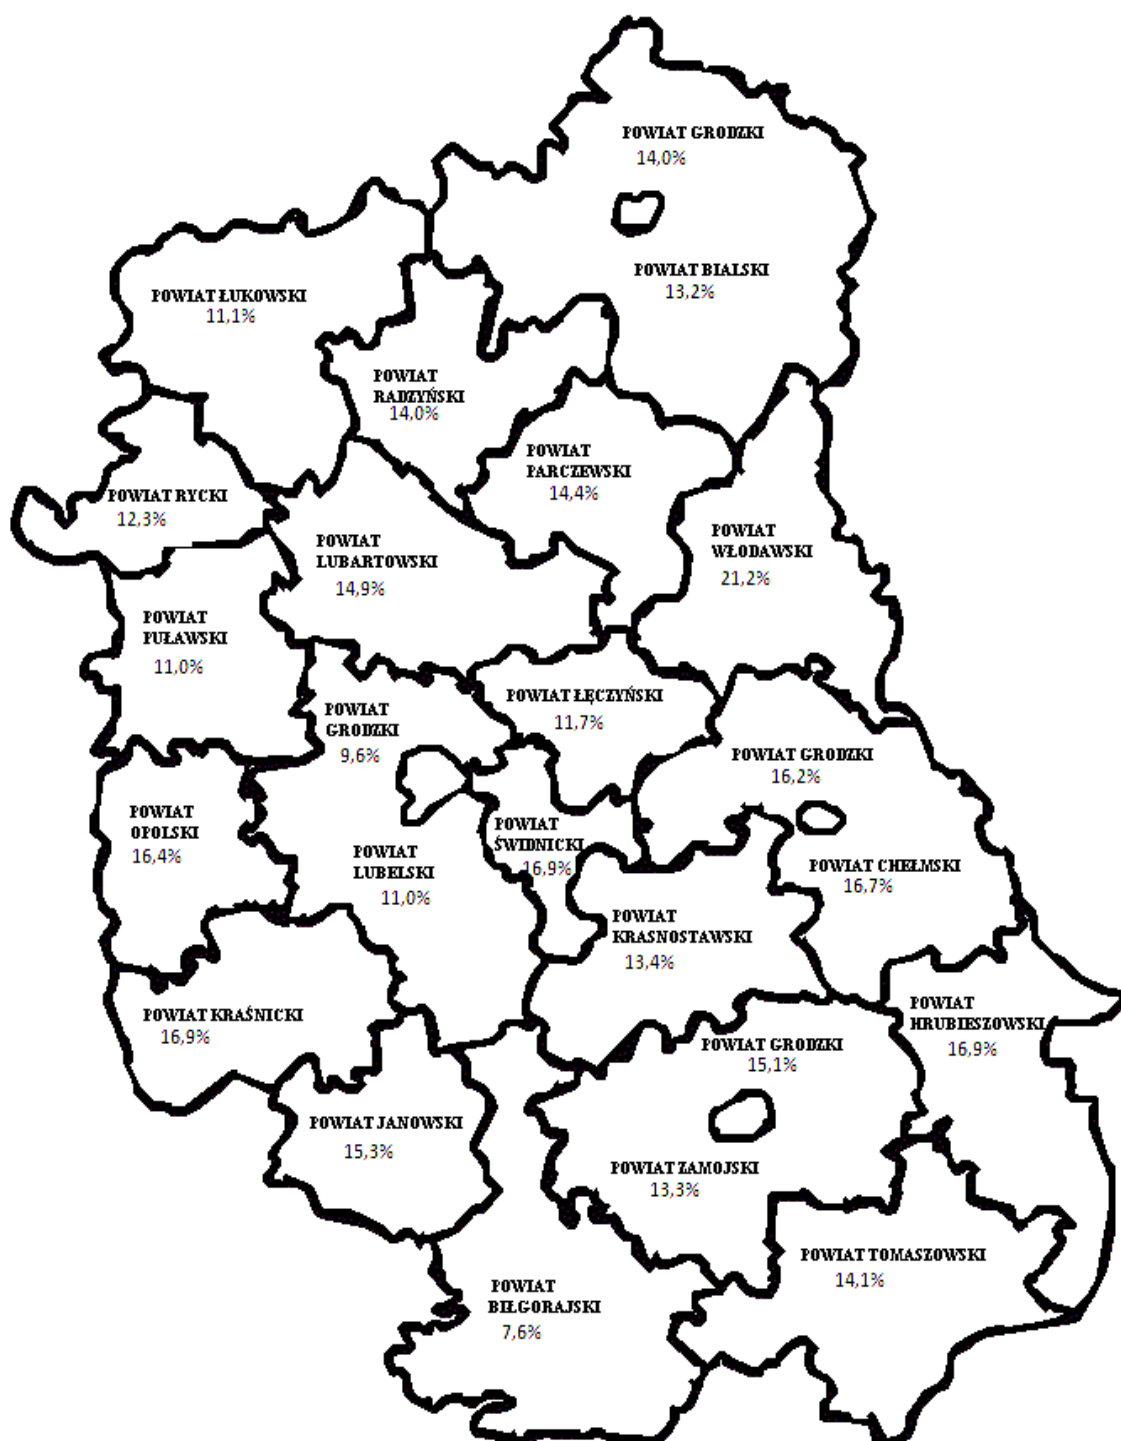 POWIAT GRODZKI
14,0%
POWIAT BIALSKI
13,2%
POWIAT ŁUKOWSKI
11,1%
POWIAT
RADZYŃSKI
14,0%
POWIAT
PARCZEWSKI
14,4%
POWIAT RYCKI
12,3%
POWIAT
LUBARTOWSKI
14,9%
POWIAT
WŁODAWSKI
21,2%
POWIAT
PUŁAWSKI
11,0%
POWIAT ŁĘCZYŃSKI
11,7%
POWIAT
GRODZKI
9,6%
POWIAT GRODZKI
16,2%
POWIAT
OPOLSKI
16,4%
POWIAT
ŚWIDNICKI
16,9%
POWIAT
LUBELSKI
11,0%
POWIAT CHEŁMSKI
16,7%
POWIAT
KRASNOSTAWSKI
13,4%
POWIAT KRAŚNICKI
16,9%
POWIAT
HRUBIESZOWSKI
16,9%
POWIAT GRODZKI
15,1%
POWIAT JANOWSKI
15,3%
POWIAT ZAMOJSKI
13,3%
POWIAT TOMASZOWSKI
14,1%
POWIAT
BIŁGORAJSKI
7,6%